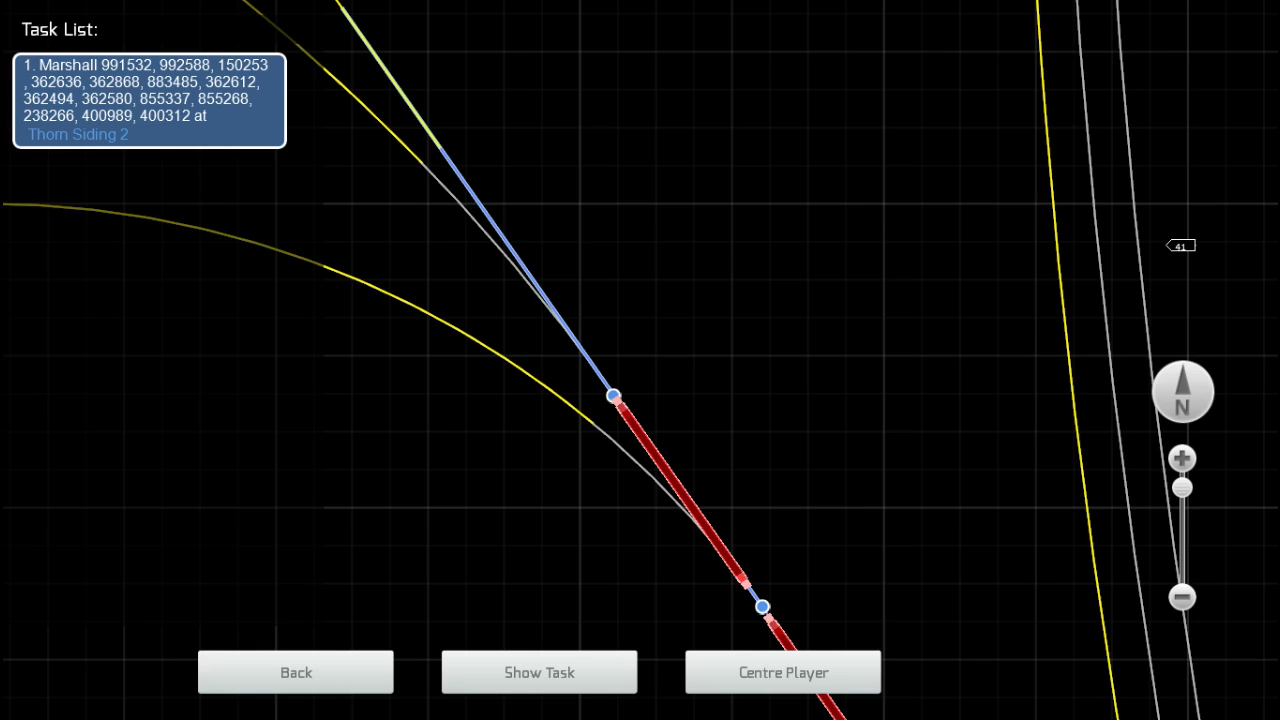 Task List:
1. Marshall 991532, 992588, 150253
, 362636, 362868, 883485, 362612,
362494, 362580, 855337, 855268,
238266, 400989, 400312 at
Thorn Siding 2
41
N
Back
Show Task
Centre Player